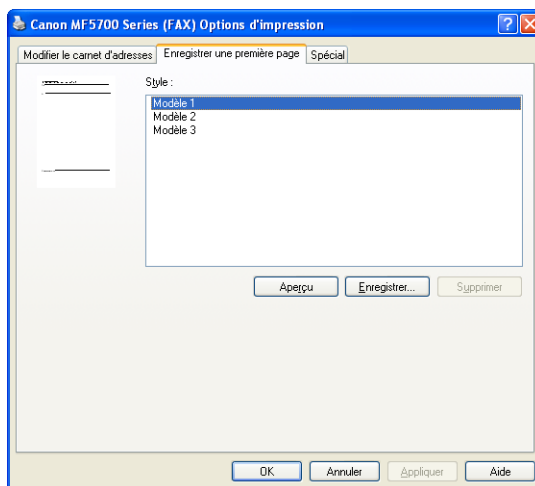 Canon MF5700 Series (FAX) Options d'impression
Modifier le carnet d'adresses Enregistrer une première page Spécial
Style :
Modèle 1
Modèle 2
Modèle 3
Aperçu Enregistrer... Supprimer
OK Annuler Appliquer Aide